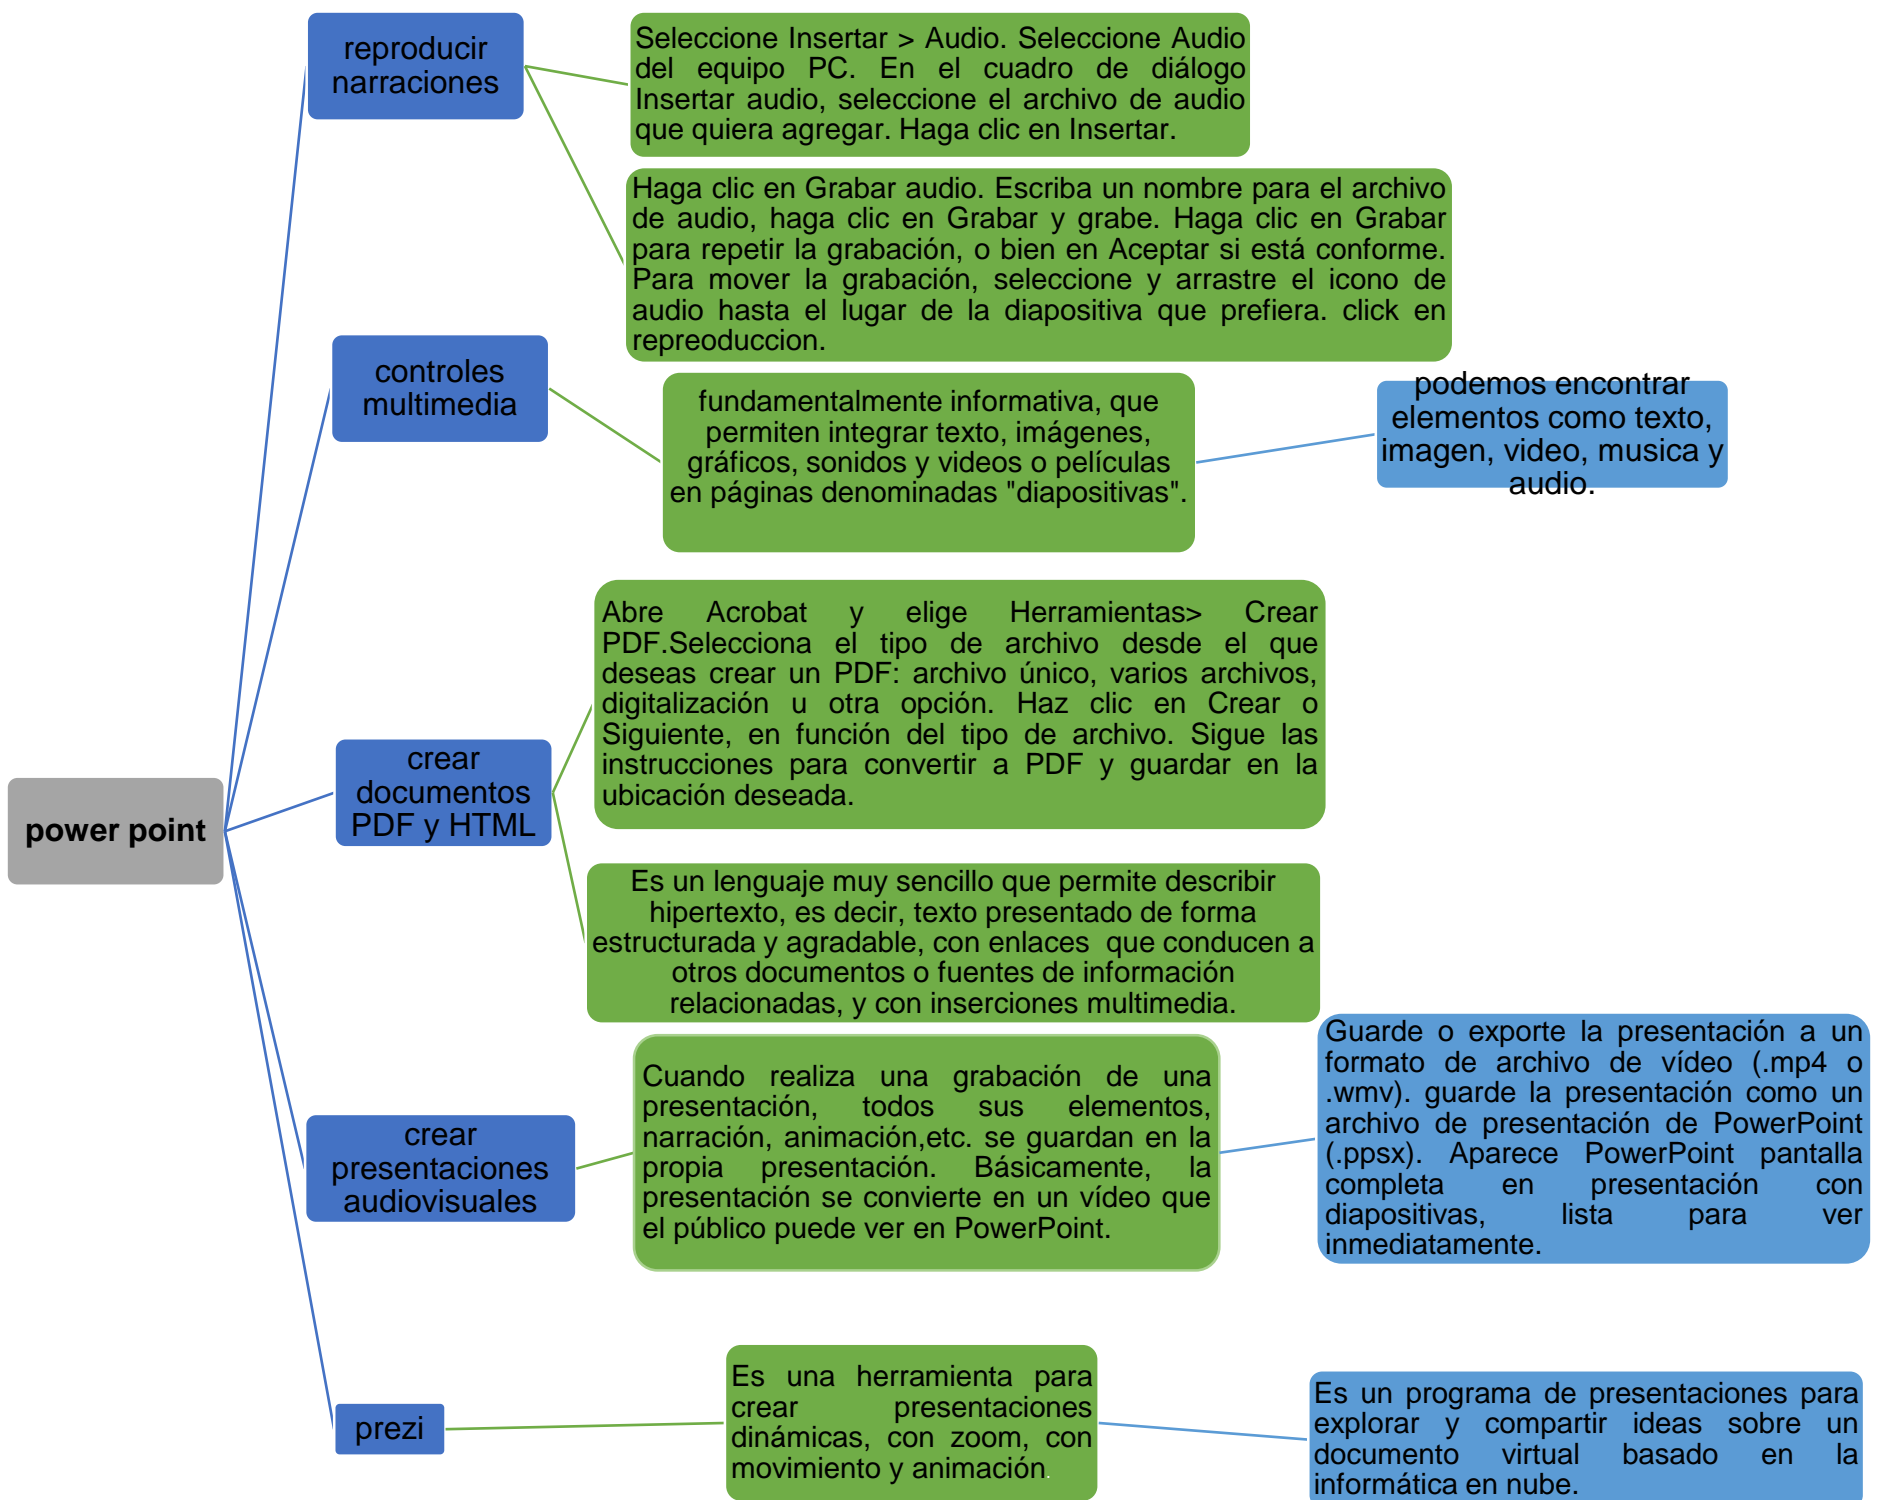 power point
reproducir
narraciones
Seleccione Insertar > Audio. Seleccione Audio
del equipo PC. En el cuadro de diálogo
Insertar audio, seleccione el archivo de audio
que quiera agregar. Haga clic en Insertar.
Haga clic en Grabar audio. Escriba un nombre para el archivo
de audio, haga clic en Grabar y grabe. Haga clic en Grabar
para repetir la grabación, o bien en Aceptar si está conforme.
Para mover la grabación, seleccione y arrastre el icono de
audio hasta el lugar de la diapositiva que prefiera. click en
repreoduccion.
controles
multimedia
fundamentalmente informativa, que
permiten integrar texto, imágenes,
gráficos, sonidos y videos o películas
en páginas denominadas "diapositivas".
podemos encontrar
elementos como texto,
imagen, video, musica y
audio.
crear
documentos
PDF y HTML
Abre Acrobat y elige Herramientas> Crear
PDF.Selecciona el tipo de archivo desde el que
deseas crear un PDF: archivo único, varios archivos,
digitalización u otra opción. Haz clic en Crear o
Siguiente, en función del tipo de archivo. Sigue las
instrucciones para convertir a PDF y guardar en la
ubicación deseada.
Es un lenguaje muy sencillo que permite describir
hipertexto, es decir, texto presentado de forma
estructurada y agradable, con enlaces  que conducen a
otros documentos o fuentes de información
relacionadas, y con inserciones multimedia.
crear
presentaciones
audiovisuales
Cuando realiza una grabación de una
presentación, todos sus elementos,
narración, animación,etc. se guardan en la
propia presentación. Básicamente, la
presentación se convierte en un vídeo que
el público puede ver en PowerPoint.
Guarde o exporte la presentación a un
formato de archivo de vídeo (.mp4 o
.wmv). guarde la presentación como un
archivo de presentación de PowerPoint
(.ppsx). Aparece PowerPoint pantalla
completa en presentación con
diapositivas, lista para ver
inmediatamente.
prezi
Es una herramienta para
crear presentaciones
dinámicas, con zoom, con
movimiento y animación.
Es un programa de presentaciones para
explorar y compartir ideas sobre un
documento virtual basado en la
informática en nube.